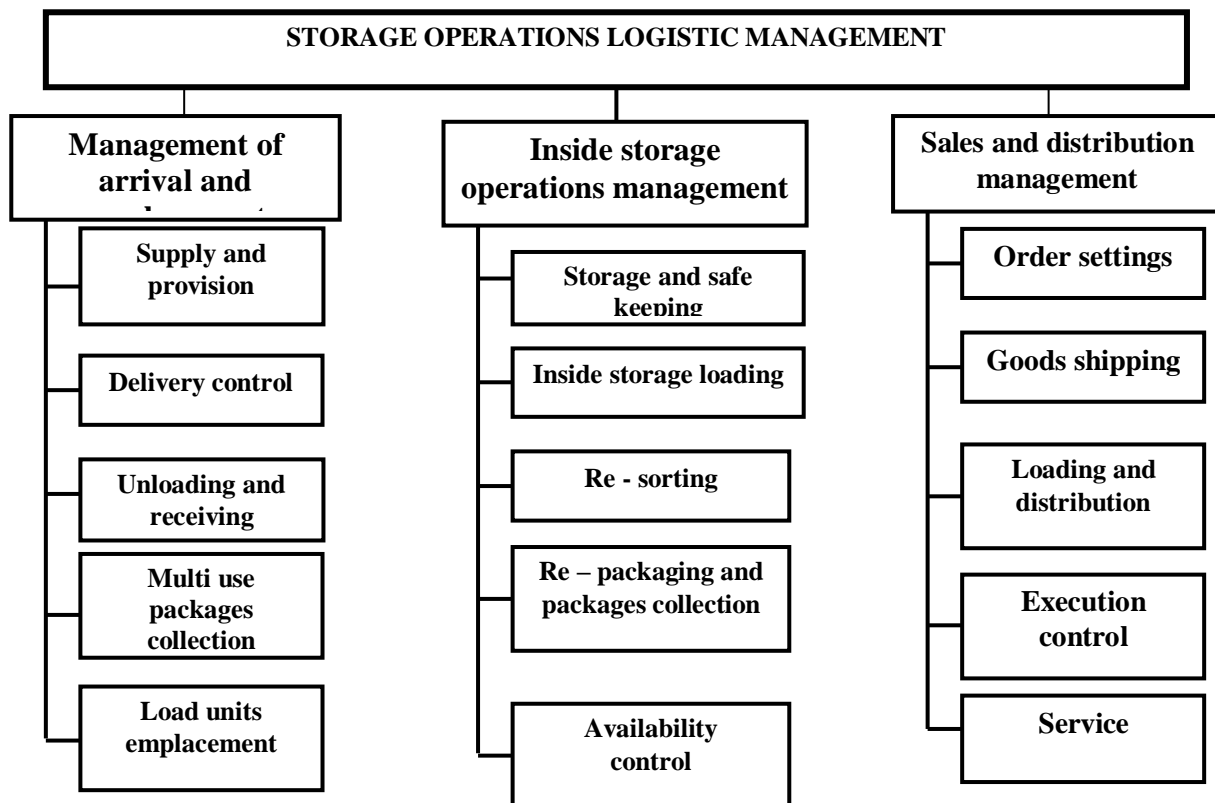 STORAGE OPERATIONS LOGISTIC MANAGEMENT
Management of
arrival and
Supply and
provision
Delivery control
Unloading and
receiving
Multi use
packages
collection
Load units
emplacement
Inside storage
operations management
Storage and safe
keeping
Inside storage loading
Re - sorting
Re – packaging and
packages collection
Availability
control
Sales and distribution
management
Order settings
Goods shipping
Loading and
distribution
Execution
control
Service